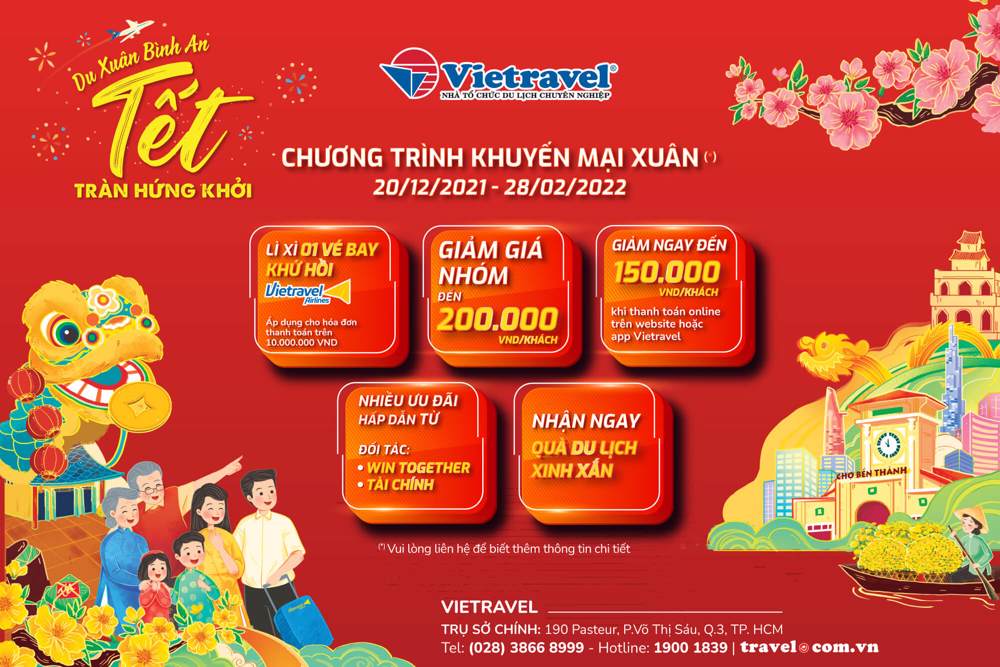 Du Xuân Bình An
Tết
TRÀN HỨNG KHỞI
Vietravel®
NHÀ TỔ CHỨC DU LỊCH CHUYÊN NGHIỆP
CHƯƠNG TRÌNH KHUYẾN MẠI XUÂN (*)
20/12/2021 - 28/02/2022
LÌ XÌ 01 VÉ BAY
KHỨ HỒI
Vietravel
Airlines
Áp dụng cho hóa đơn
thanh toán trên
10.000.000 VND
GIẢM GIÁ
NHÓM
ĐẾN
200.000
VND/KHÁCH
GIẢM NGAY ĐẾN
150.000
VND/KHÁCH
khi thanh toán online
trên website hoặc
app Vietravel
NHIỀU ƯU ĐÃI
HẤP DẪN TỪ
ĐỐI TÁC:
• WIN TOGETHER
• TÀI CHÍNH
NHẬN NGAY
QUÀ DU LỊCH
XINH XẮN
CHỢ BẾN THÀNH
(*) Vui lòng liên hệ để biết thêm thông tin chi tiết
VIETRAVEL
TRỤ SỞ CHÍNH: 190 Pasteur, P.Võ Thị Sáu, Q.3, TP. HCM
Tel: (028) 3866 8999 - Hotline: 1900 1839 | travel.com.vn